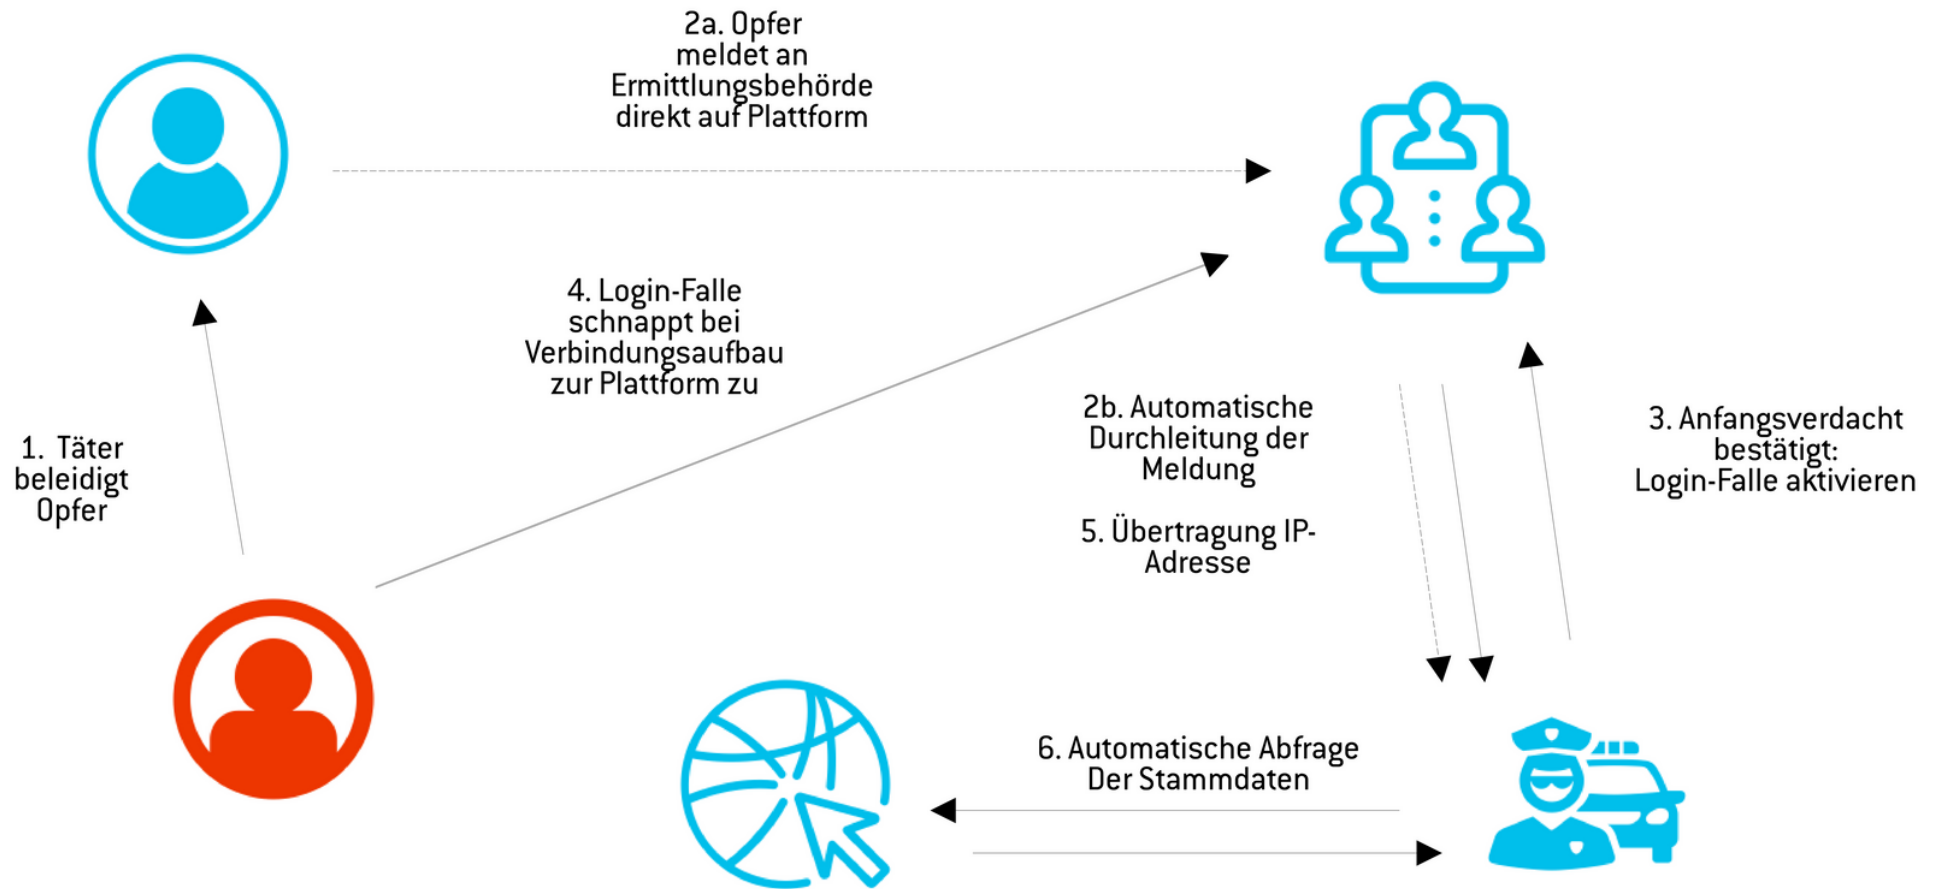 2a. Opfer
meldet an
Ermittlungsbehörde
direkt auf Plattform
4. Login-Falle
schnappt bei
Verbindungsaufbau
zur Plattform zu
1. Täter
beleidigt
Opfer
2b. Automatische
Durchleitung der
Meldung
5. Übertragung IP-
Adresse
3. Anfangsverdacht
bestätigt:
Login-Falle aktivieren
6. Automatische Abfrage
Der Stammdaten